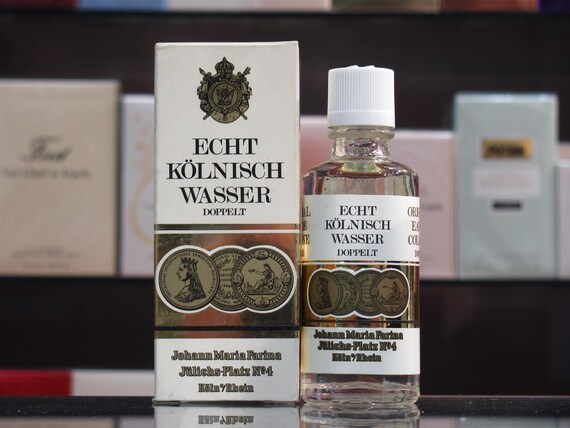 ECHT
KÖLNISCH
WASSER
DOPPELT
Johann Maria Farina
Jülichs-Platz Nº4
Köln a/Rhein
ECHT
KÖLNISCH
WASSER
DOPPELT
Johann Maria Farina
Jülichs-Platz Nº4
Köln a/Rhein